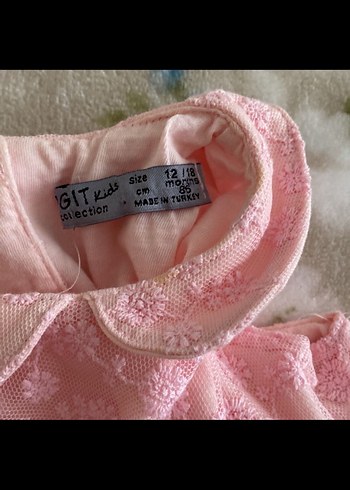 GIT Kids size 12/18
collection cm months
85
MADE IN TURKEY